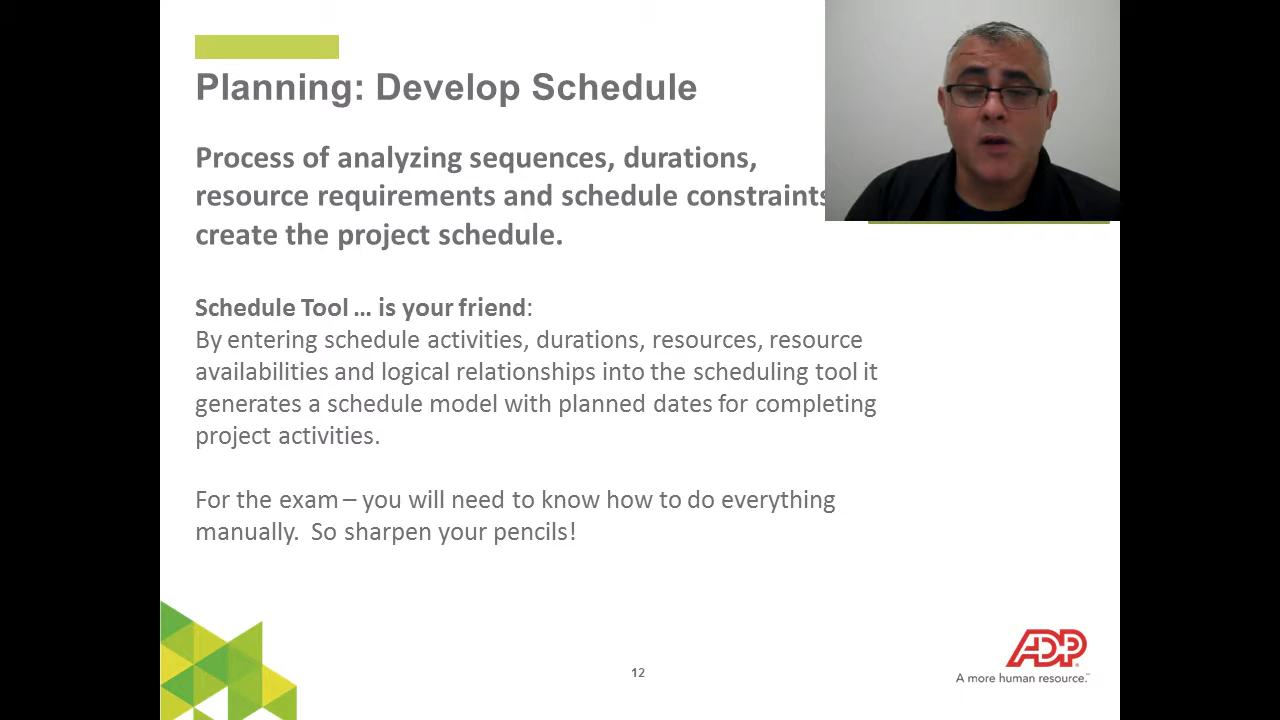 Planning: Develop Schedule
Process of analyzing sequences, durations,
resource requirements and schedule constraints
create the project schedule.
Schedule Tool … is your friend:
By entering schedule activities, durations, resources, resource
availabilities and logical relationships into the scheduling tool it
generates a schedule model with planned dates for completing
project activities.
For the exam – you will need to know how to do everything
manually.  So sharpen your pencils!
12
ADP
A more human resource.™